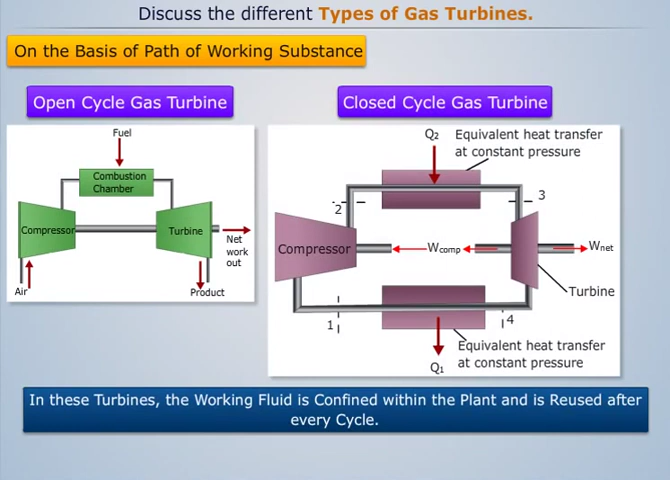 Discuss the different Types of Gas Turbines.
On the Basis of Path of Working Substance
Open Cycle Gas Turbine
Closed Cycle Gas Turbine
Fuel
Combustion
Chamber
Compressor
Turbine
Net
work
out
Air
Product
Q2 Equivalent heat transfer
at constant pressure
2
3
Compressor
Wcomp
Wnet
Turbine
1
4
Equivalent heat transfer
at constant pressure
Q1
In these Turbines, the Working Fluid is Confined within the Plant and is Reused after
every Cycle.